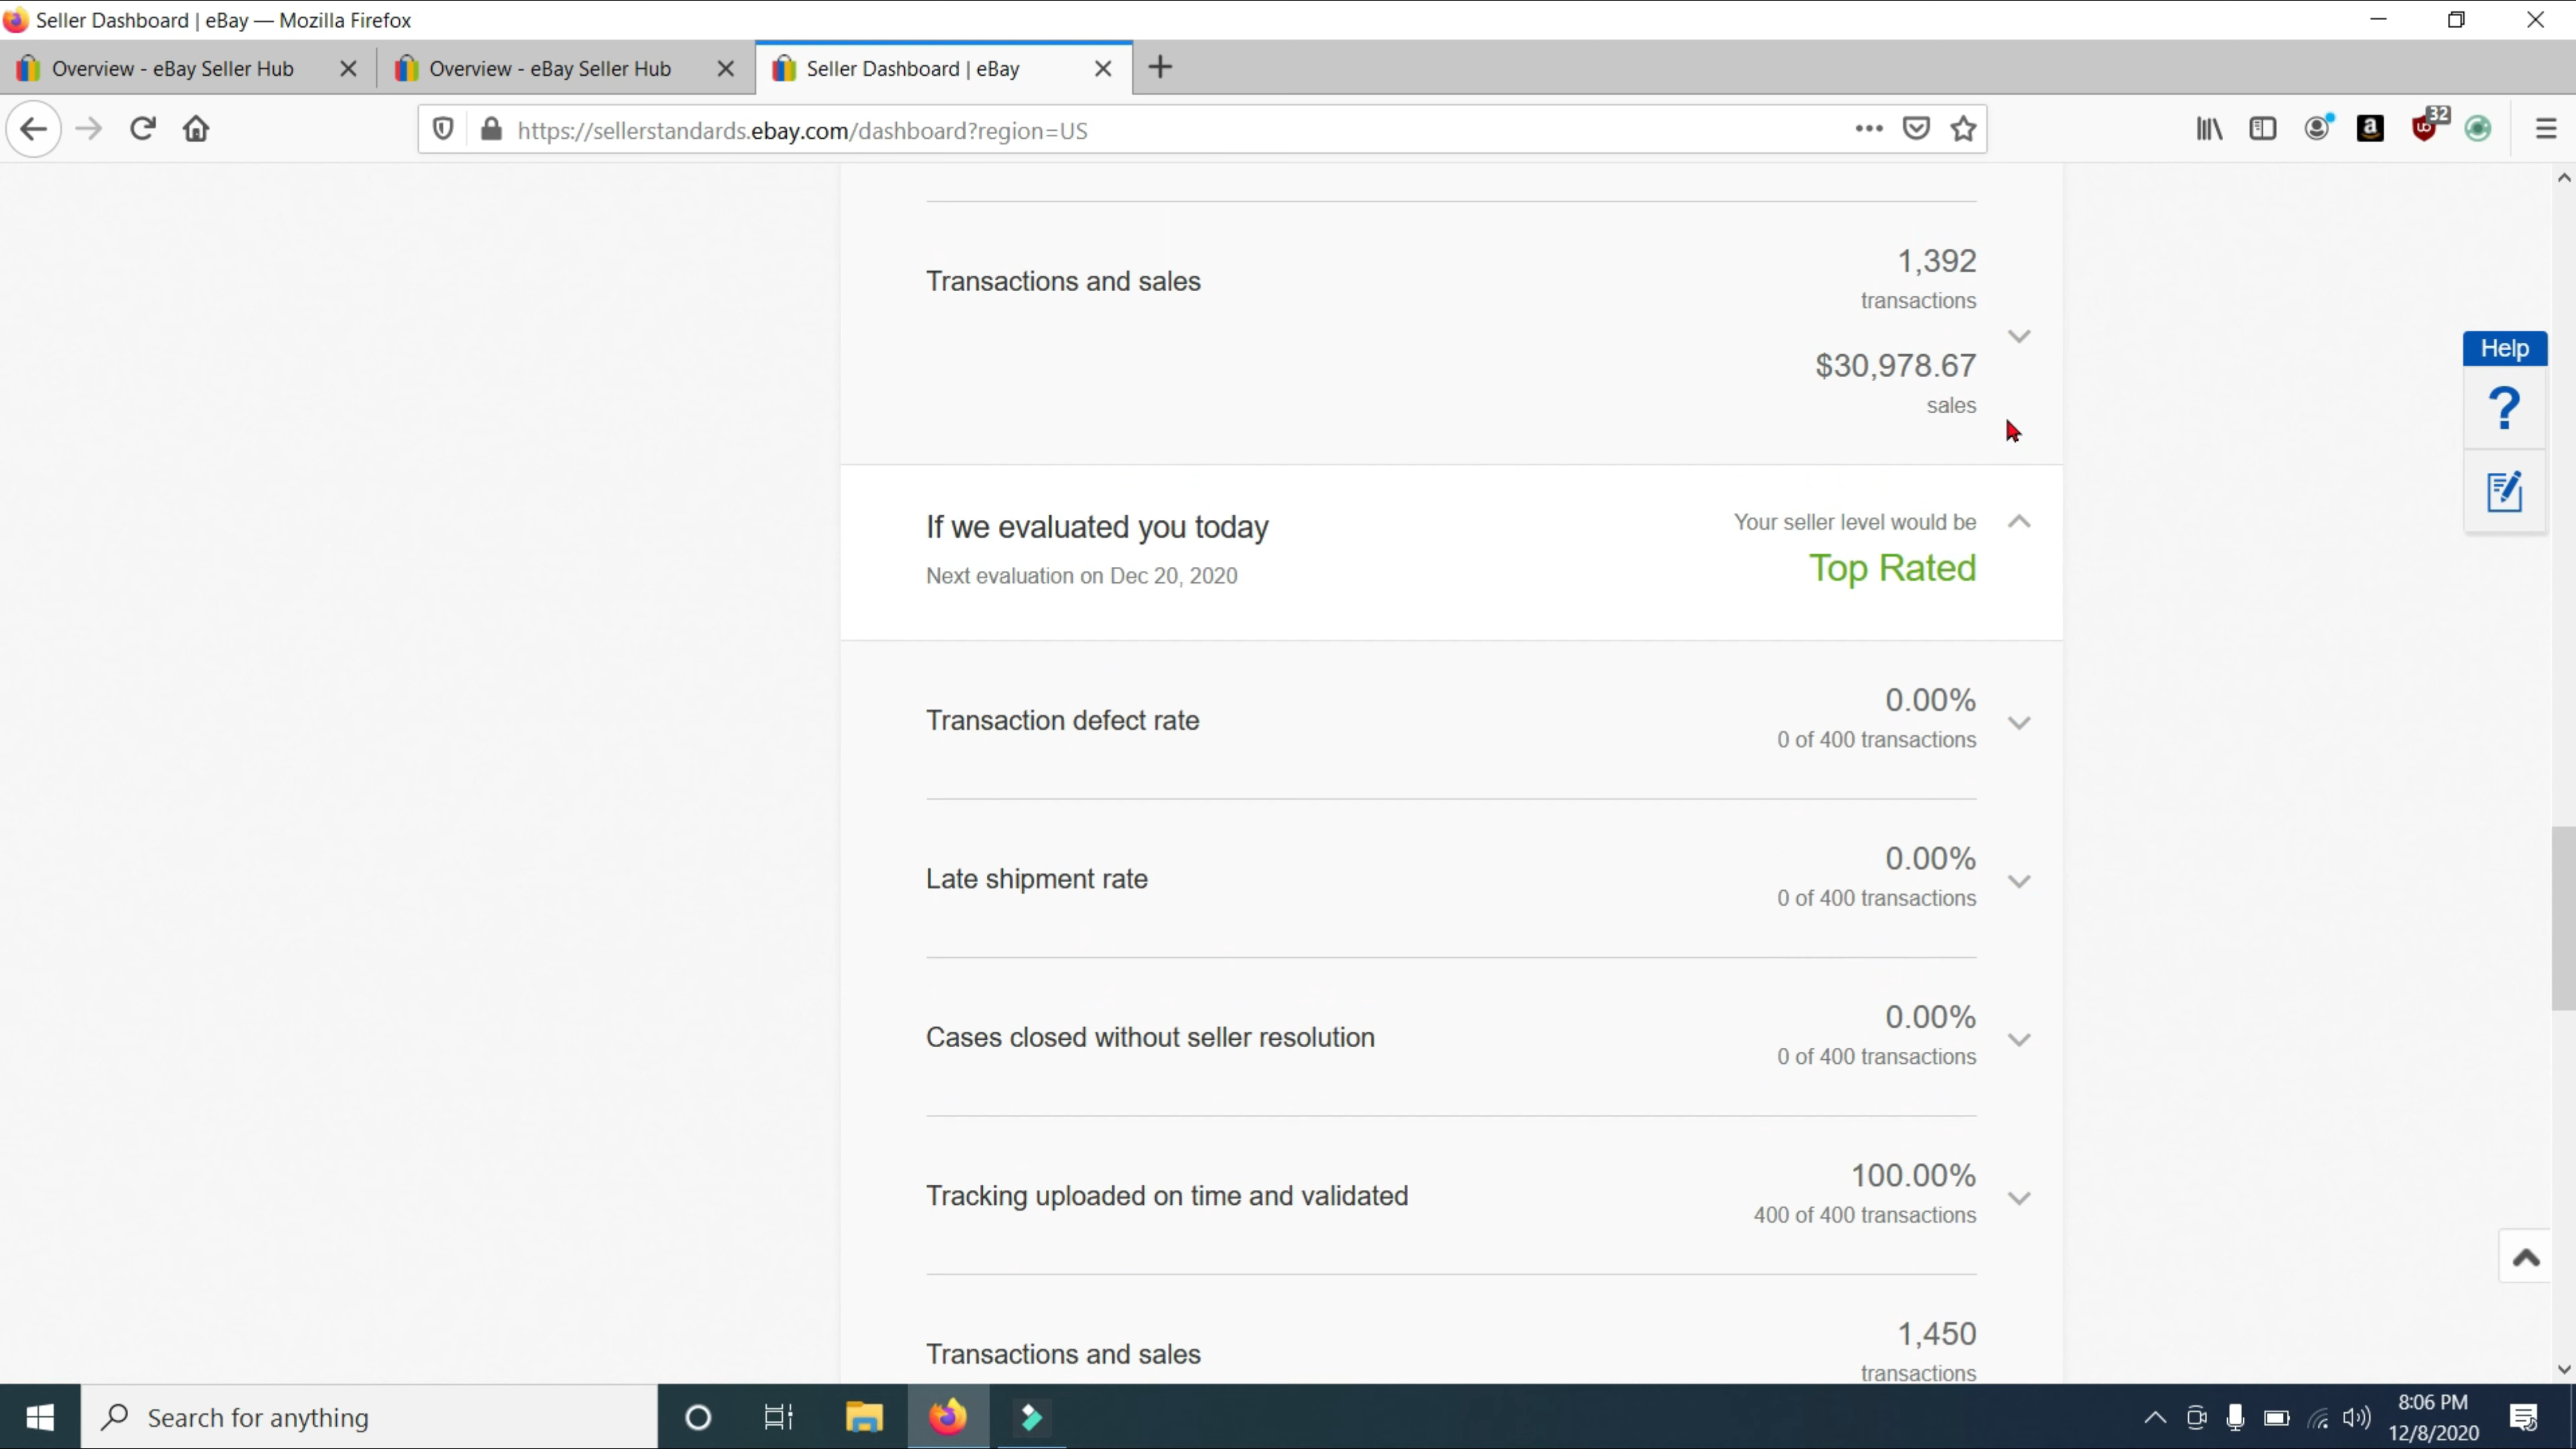 Seller Dashboard | eBay — Mozilla Firefox
Overview - eBay Seller Hub
Overview - eBay Seller Hub
Seller Dashboard | eBay
https://sellerstandards.ebay.com/dashboard?region=US
32
Transactions and sales
1,392
transactions
$30,978.67
sales
Help
?
If we evaluated you today
Next evaluation on Dec 20, 2020
Your seller level would be
Top Rated
Transaction defect rate
0.00%
0 of 400 transactions
Late shipment rate
0.00%
0 of 400 transactions
Cases closed without seller resolution
0.00%
0 of 400 transactions
Tracking uploaded on time and validated
100.00%
400 of 400 transactions
Transactions and sales
1,450
transactions
Search for anything
8:06 PM
12/8/2020